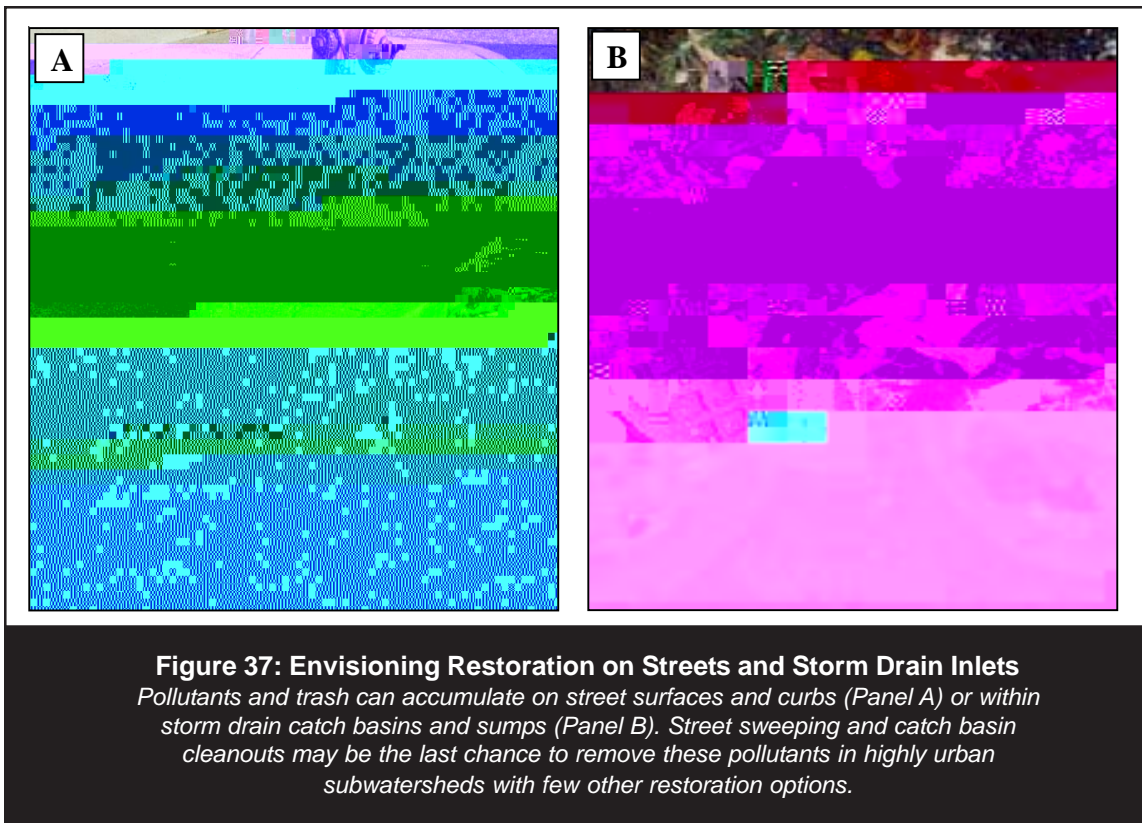 A
B
Figure 37: Envisioning Restoration on Streets and Storm Drain Inlets
Pollutants and trash can accumulate on street surfaces and curbs (Panel A) or within
storm drain catch basins and sumps (Panel B). Street sweeping and catch basin
cleanouts may be the last chance to remove these pollutants in highly urban
subwatersheds with few other restoration options.